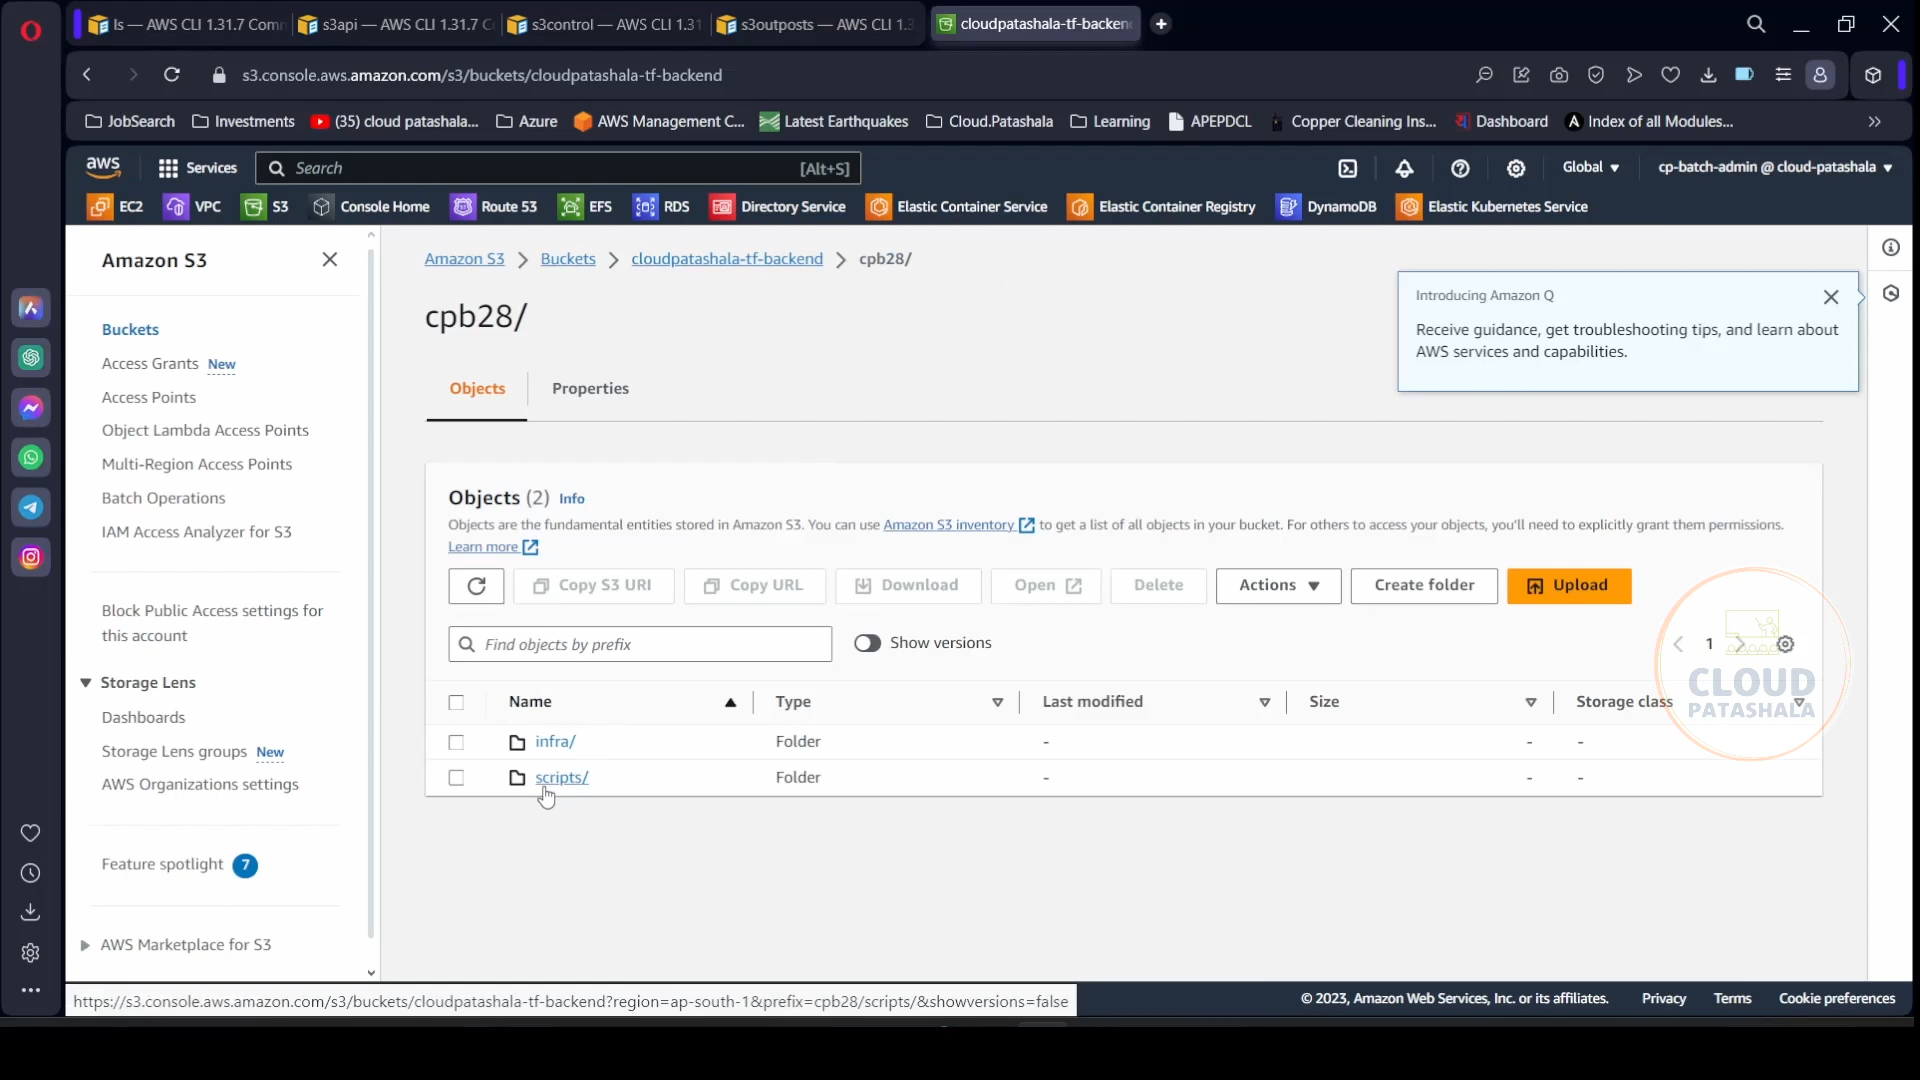 ls — AWS CLI 1.31.7 Comm
s3api — AWS CLI 1.31.7 C
s3control — AWS CLI 1.31
s3outposts — AWS CLI 1.3
cloudpatashala-tf-backen
s3.console.aws.amazon.com/s3/buckets/cloudpatashala-tf-backend
JobSearch
Investments
(35) cloud patashala...
Azure
AWS Management C...
Latest Earthquakes
Cloud.Patashala
Learning
APEPDCL
Copper Cleaning Ins...
Dashboard
Index of all Modules...
aws
Services
Search
[Alt+S]
Global
cp-batch-admin @ cloud-patashala
EC2
VPC
S3
Console Home
Route 53
EFS
RDS
Directory Service
Elastic Container Service
Elastic Container Registry
DynamoDB
Elastic Kubernetes Service
Amazon S3
Buckets
Access Grants New
Access Points
Object Lambda Access Points
Multi-Region Access Points
Batch Operations
IAM Access Analyzer for S3
Block Public Access settings for
this account
Storage Lens
Dashboards
Storage Lens groups New
AWS Organizations settings
Feature spotlight 7
AWS Marketplace for S3
Amazon S3 > Buckets > cloudpatashala-tf-backend > cpb28/
cpb28/
Introducing Amazon Q
Receive guidance, get troubleshooting tips, and learn about
AWS services and capabilities.
Objects
Properties
Objects (2) Info
Objects are the fundamental entities stored in Amazon S3. You can use Amazon S3 inventory to get a list of all objects in your bucket. For others to access your objects, you'll need to explicitly grant them permissions.
Learn more
Copy S3 URI
Copy URL
Download
Open
Delete
Actions
Create folder
Upload
Find objects by prefix
Show versions
1
CLOUD
PATASHALA
Name
Type
Last modified
Size
Storage class
infra/ Folder - - -
scripts/ Folder - - -
https://s3.console.aws.amazon.com/s3/buckets/cloudpatashala-tf-backend?region=ap-south-1&prefix=cpb28/scripts/&showversions=false
© 2023, Amazon Web Services, Inc. or its affiliates.
Privacy
Terms
Cookie preferences